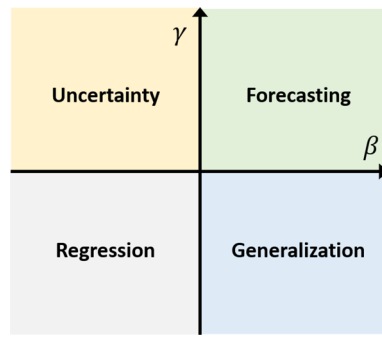 γ
Uncertainty Forecasting
β
Regression Generalization